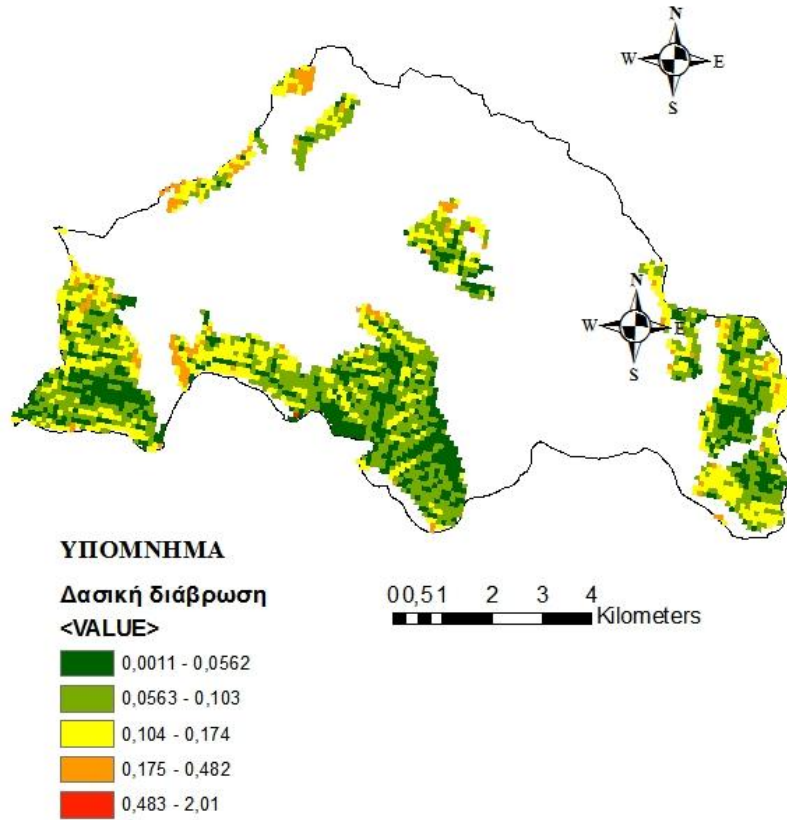 N
W E
S
N
W E
S
ΥΠΟΜΝΗΜΑ
Δασική διάβρωση
<VALUE>
0,0011 - 0,0562
0,0563 - 0,103
0,104 - 0,174
0,175 - 0,482
0,483 - 2,01
0 0,5 1 2 3 4
Kilometers